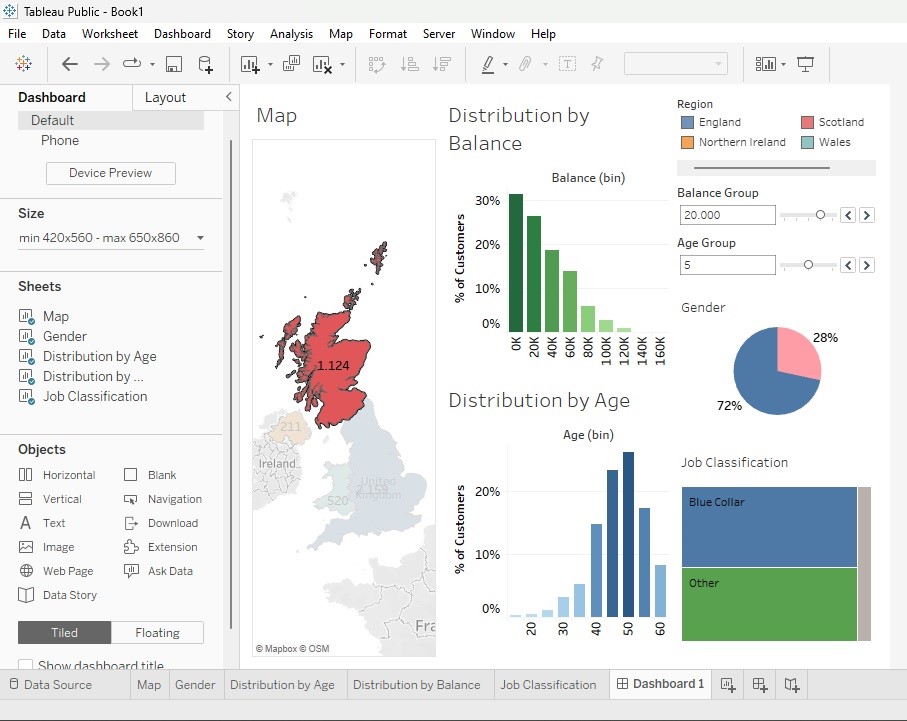 Tableau Public - Book1
File Data Worksheet Dashboard Story Analysis Map Format Server Window Help
Dashboard Layout
Default
Phone
Device Preview
Size
min 420x560 - max 650x860
Sheets
Map
Gender
Distribution by Age
Distribution by ...
Job Classification
Objects
Horizontal Blank
Vertical Navigation
Text Download
Image Extension
Web Page Ask Data
Data Story
Tiled Floating
Show dashboard title
Map
1.124
211
Ireland
United
Kingdom
520
Fra
© Mapbox © OSM
Distribution by
Balance
Balance (bin)
% of Customers
30%
20%
10%
0%
0K 20K 40K 60K 80K 100K 120K 140K 160K
Distribution by Age
Age (bin)
% of Customers
20%
10%
0%
20 30 40 50 60
Region
England Scotland
Northern Ireland Wales
Balance Group
20.000
Age Group
5
Gender
28%
72%
Job Classification
Blue Collar
Other
Data Source Map Gender Distribution by Age Distribution by Balance Job Classification Dashboard 1